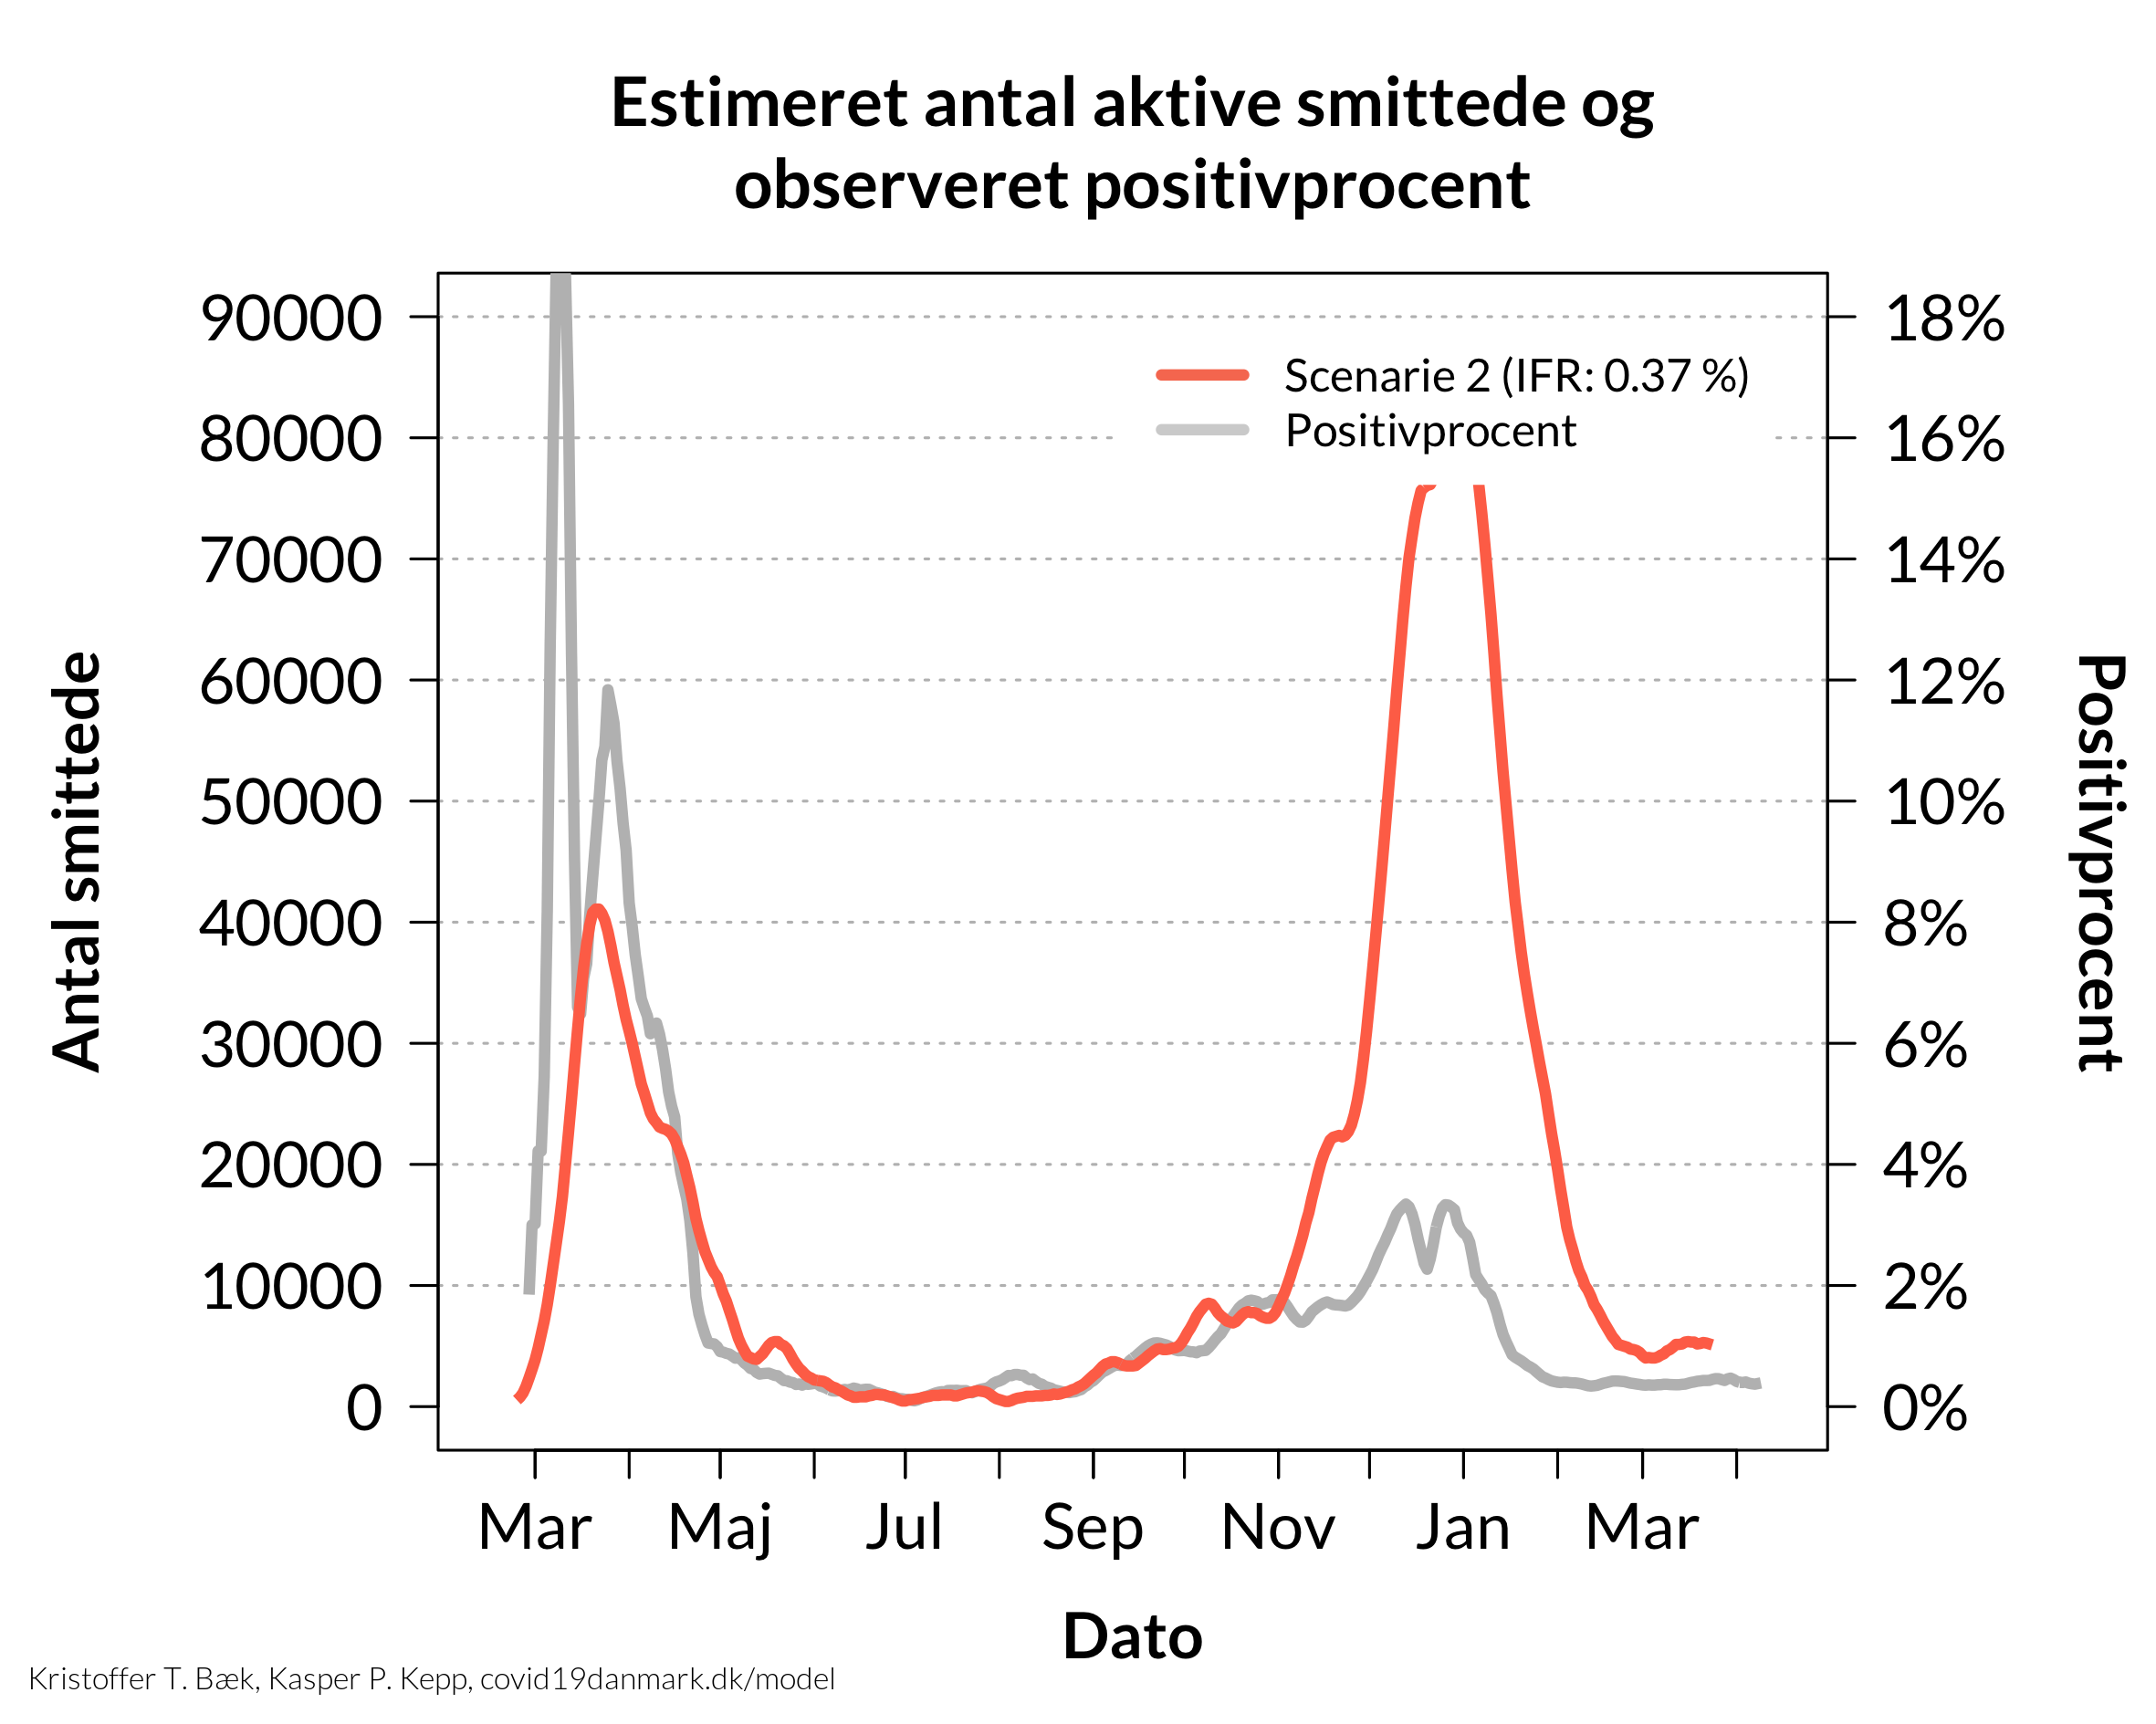 Estimeret antal aktive smittede og
observeret positivprocent
90000
80000
70000
60000
50000
40000
30000
20000
10000
0
Antal smittede
Scenarie 2 (IFR: 0.37 %)
Positivprocent
18%
16%
14%
12%
10%
8%
6%
4%
2%
0%
Positivprocent
Mar Maj Jul Sep Nov Jan Mar
Dato
Kristoffer T. Bæk, Kasper P. Kepp, covid19danmark.dk/model